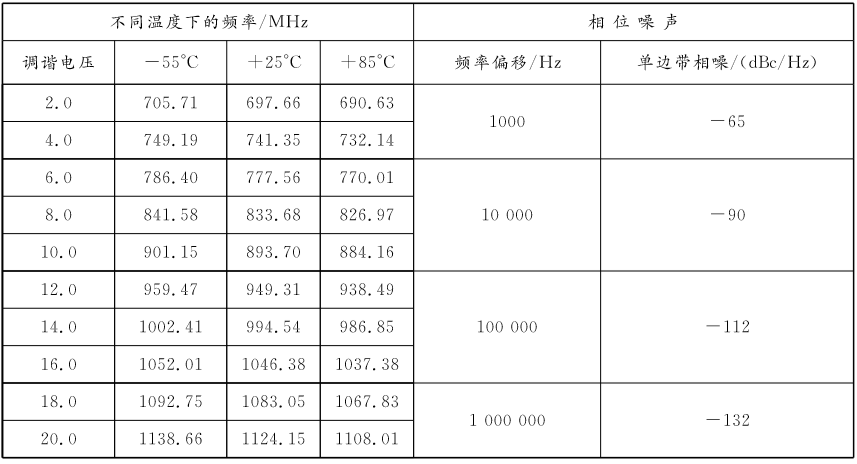 不同温度下的频率/MHz 相位噪声
调谐电压 －55℃ ＋25℃ ＋85℃ 频率偏移/Hz 单边带相噪/(dBc/Hz)
2.0 705.71 697.66 690.63 1000 －65
4.0 749.19 741.35 732.14
6.0 786.40 777.56 770.01
8.0 841.58 833.68 826.97 10 000 －90
10.0 901.15 893.70 884.16
12.0 959.47 949.31 938.49
14.0 1002.41 994.54 986.85 100 000 －112
16.0 1052.01 1046.38 1037.38
18.0 1092.75 1083.05 1067.83 1 000 000 －132
20.0 1138.66 1124.15 1108.01